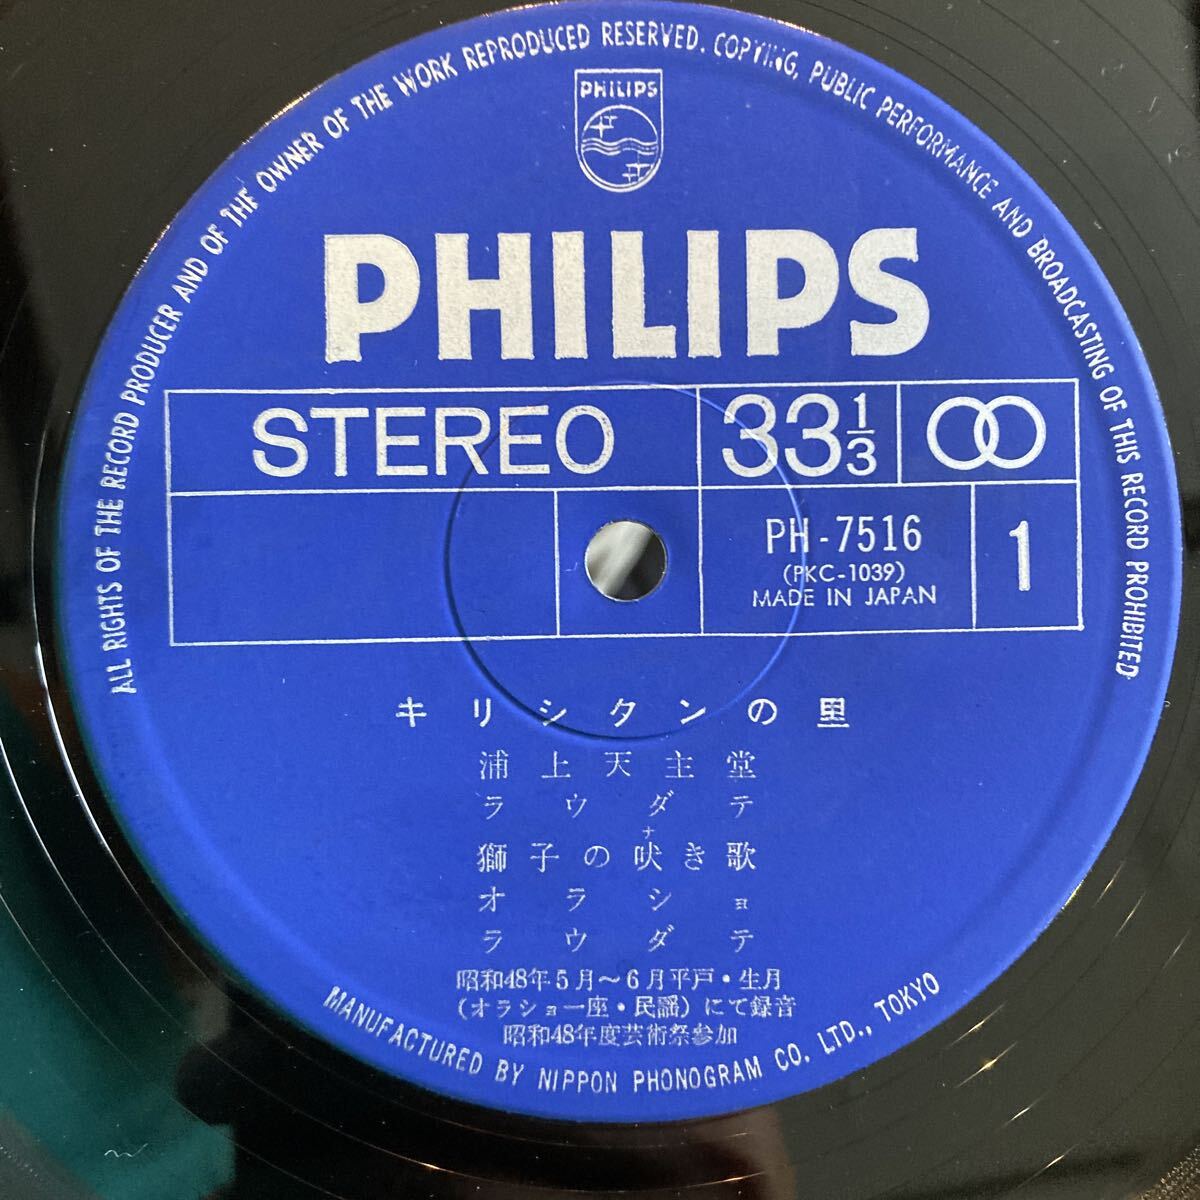 ALL RIGHTS OF THE RECORD PRODUCER AND OF THE OWNER OF THE WORK REPRODUCED RESERVED. COPYING, PUBLIC PERFORMANCE AND BROADCASTING OF THIS RECORD PROHIBITED
PHILIPS
PHILIPS
STEREO
33 1/3
PH-7516
(PKC-1039)
MADE IN JAPAN
1
キリシタンの里
浦上天主堂
ラウダテ
ナ
獅子の吠き歌
オラショ
ラウダテ
昭和48年5月〜6月平戸・生月
(オラショ一座・民謡)にて録音
昭和48年度芸術祭参加
MANUFACTURED BY NIPPON PHONOGRAM CO. LTD., TOKYO